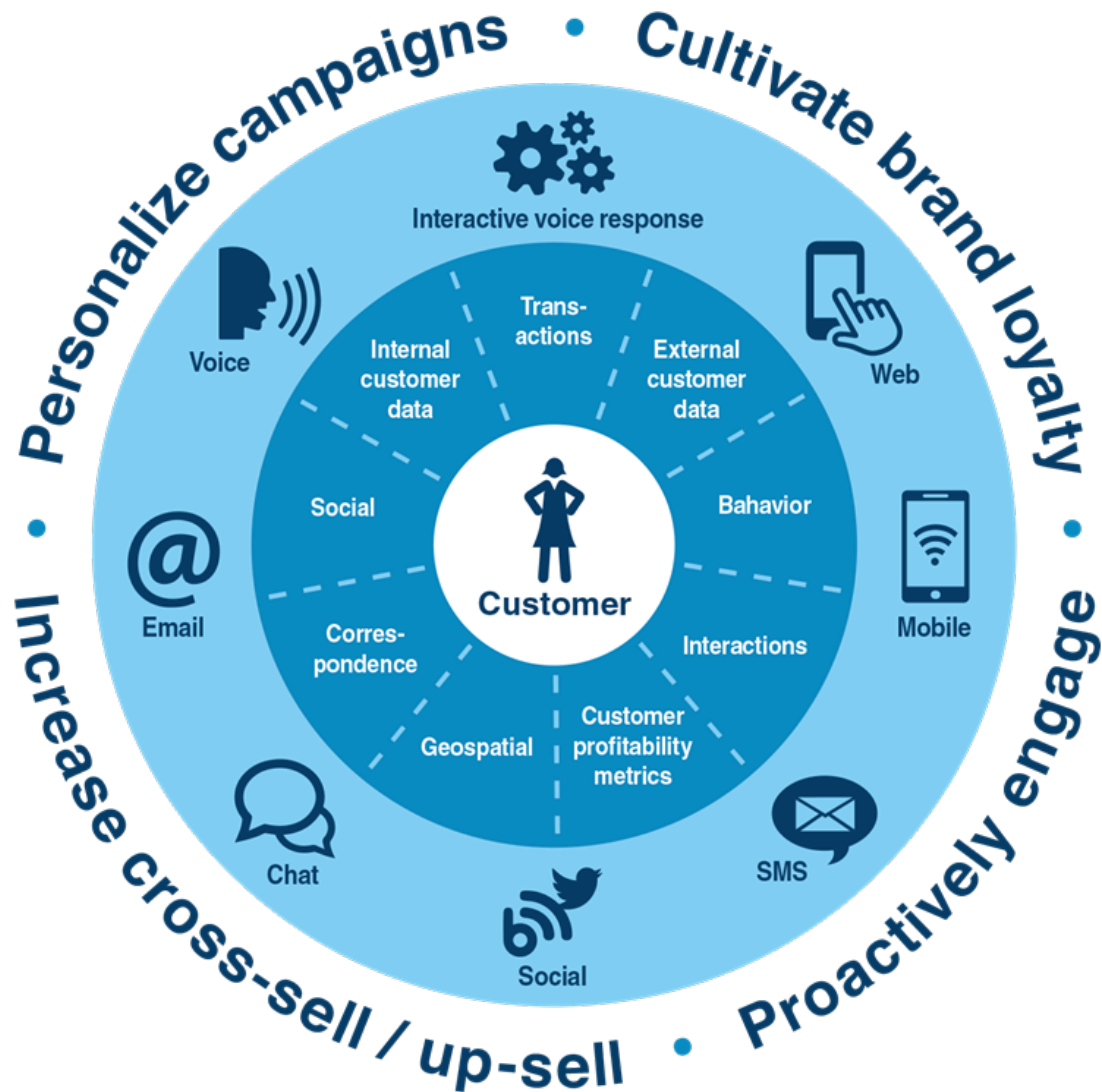 Personalize campaigns
Cultivate brand loyalty
Proactively engage
Increase cross-sell / up-sell
Interactive voice response
Web
Mobile
SMS
Social
Chat
Email
Voice
Trans-
actions
External
customer
data
Bahavior
Interactions
Customer
profitability
metrics
Geospatial
Corres-
pondence
Social
Internal
customer
data
Customer